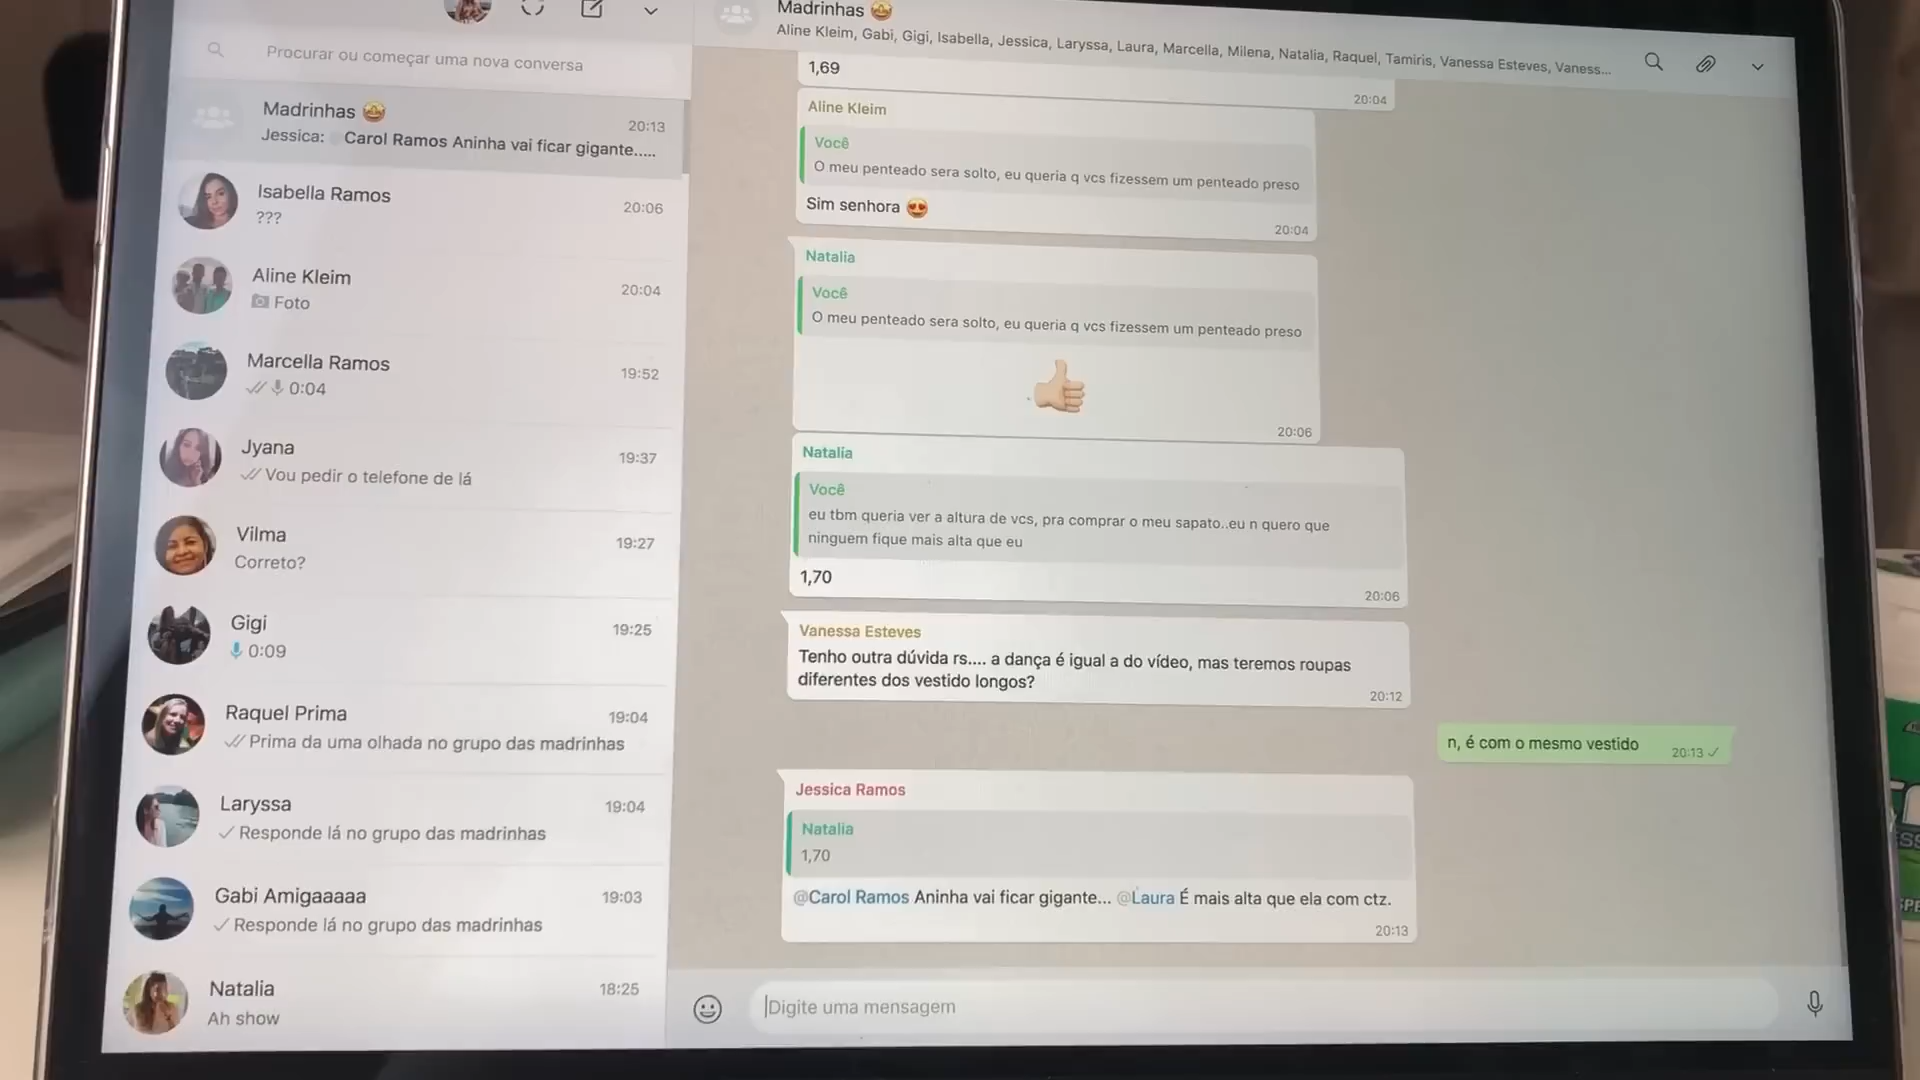 Procurar ou começar uma nova conversa
Madrinhas 🤩
20:13
Jessica: Carol Ramos Aninha vai ficar gigante.....
Isabella Ramos
20:06
???
Aline Kleim
20:04
Foto
Marcella Ramos
19:52
0:04
Jyana
19:37
Vou pedir o telefone de lá
Vilma
19:27
Correto?
Gigi
19:25
0:09
Raquel Prima
19:04
Prima da uma olhada no grupo das madrinhas
Laryssa
19:04
Responde lá no grupo das madrinhas
Gabi Amigaaaaa
19:03
Responde lá no grupo das madrinhas
Natalia
18:25
Ah show
Madrinhas 🤩
Aline Kleim, Gabi, Gigi, Isabella, Jessica, Laryssa, Laura, Marcella, Milena, Natalia, Raquel, Tamiris, Vanessa Esteves, Vaness...
1,69
20:04
Aline Kleim
Você
O meu penteado sera solto, eu queria q vcs fizessem um penteado preso
Sim senhora 😍
20:04
Natalia
Você
O meu penteado sera solto, eu queria q vcs fizessem um penteado preso
👍🏻
20:06
Natalia
Você
eu tbm queria ver a altura de vcs, pra comprar o meu sapato..eu n quero que
ninguem fique mais alta que eu
1,70
20:06
Vanessa Esteves
Tenho outra dúvida rs.... a dança é igual a do vídeo, mas teremos roupas
diferentes dos vestido longos?
20:12
n, é com o mesmo vestido
20:13
Jessica Ramos
Natalia
1,70
@Carol Ramos Aninha vai ficar gigante... @Laura É mais alta que ela com ctz.
20:13
Digite uma mensagem